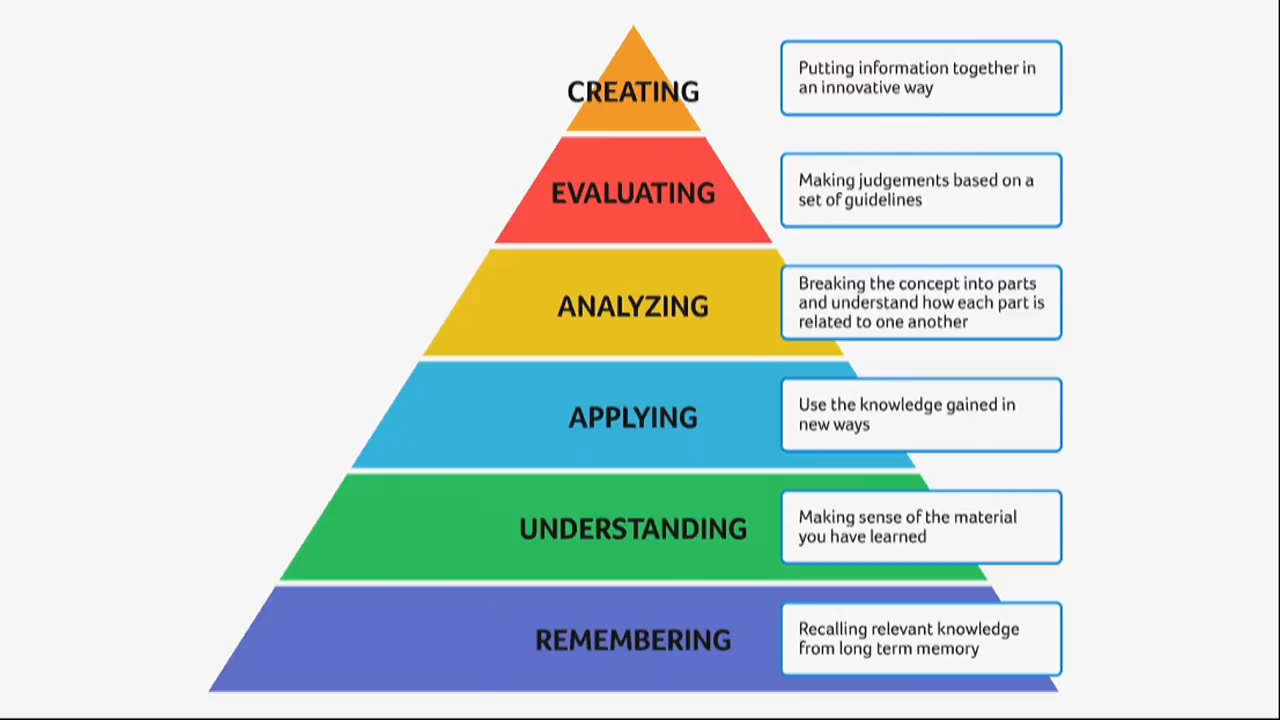 CREATING
Putting information together in
an innovative way
EVALUATING
Making judgements based on a
set of guidelines
ANALYZING
Breaking the concept into parts
and understand how each part is
related to one another
APPLYING
Use the knowledge gained in
new ways
UNDERSTANDING
Making sense of the material
you have learned
REMEMBERING
Recalling relevant knowledge
from long term memory